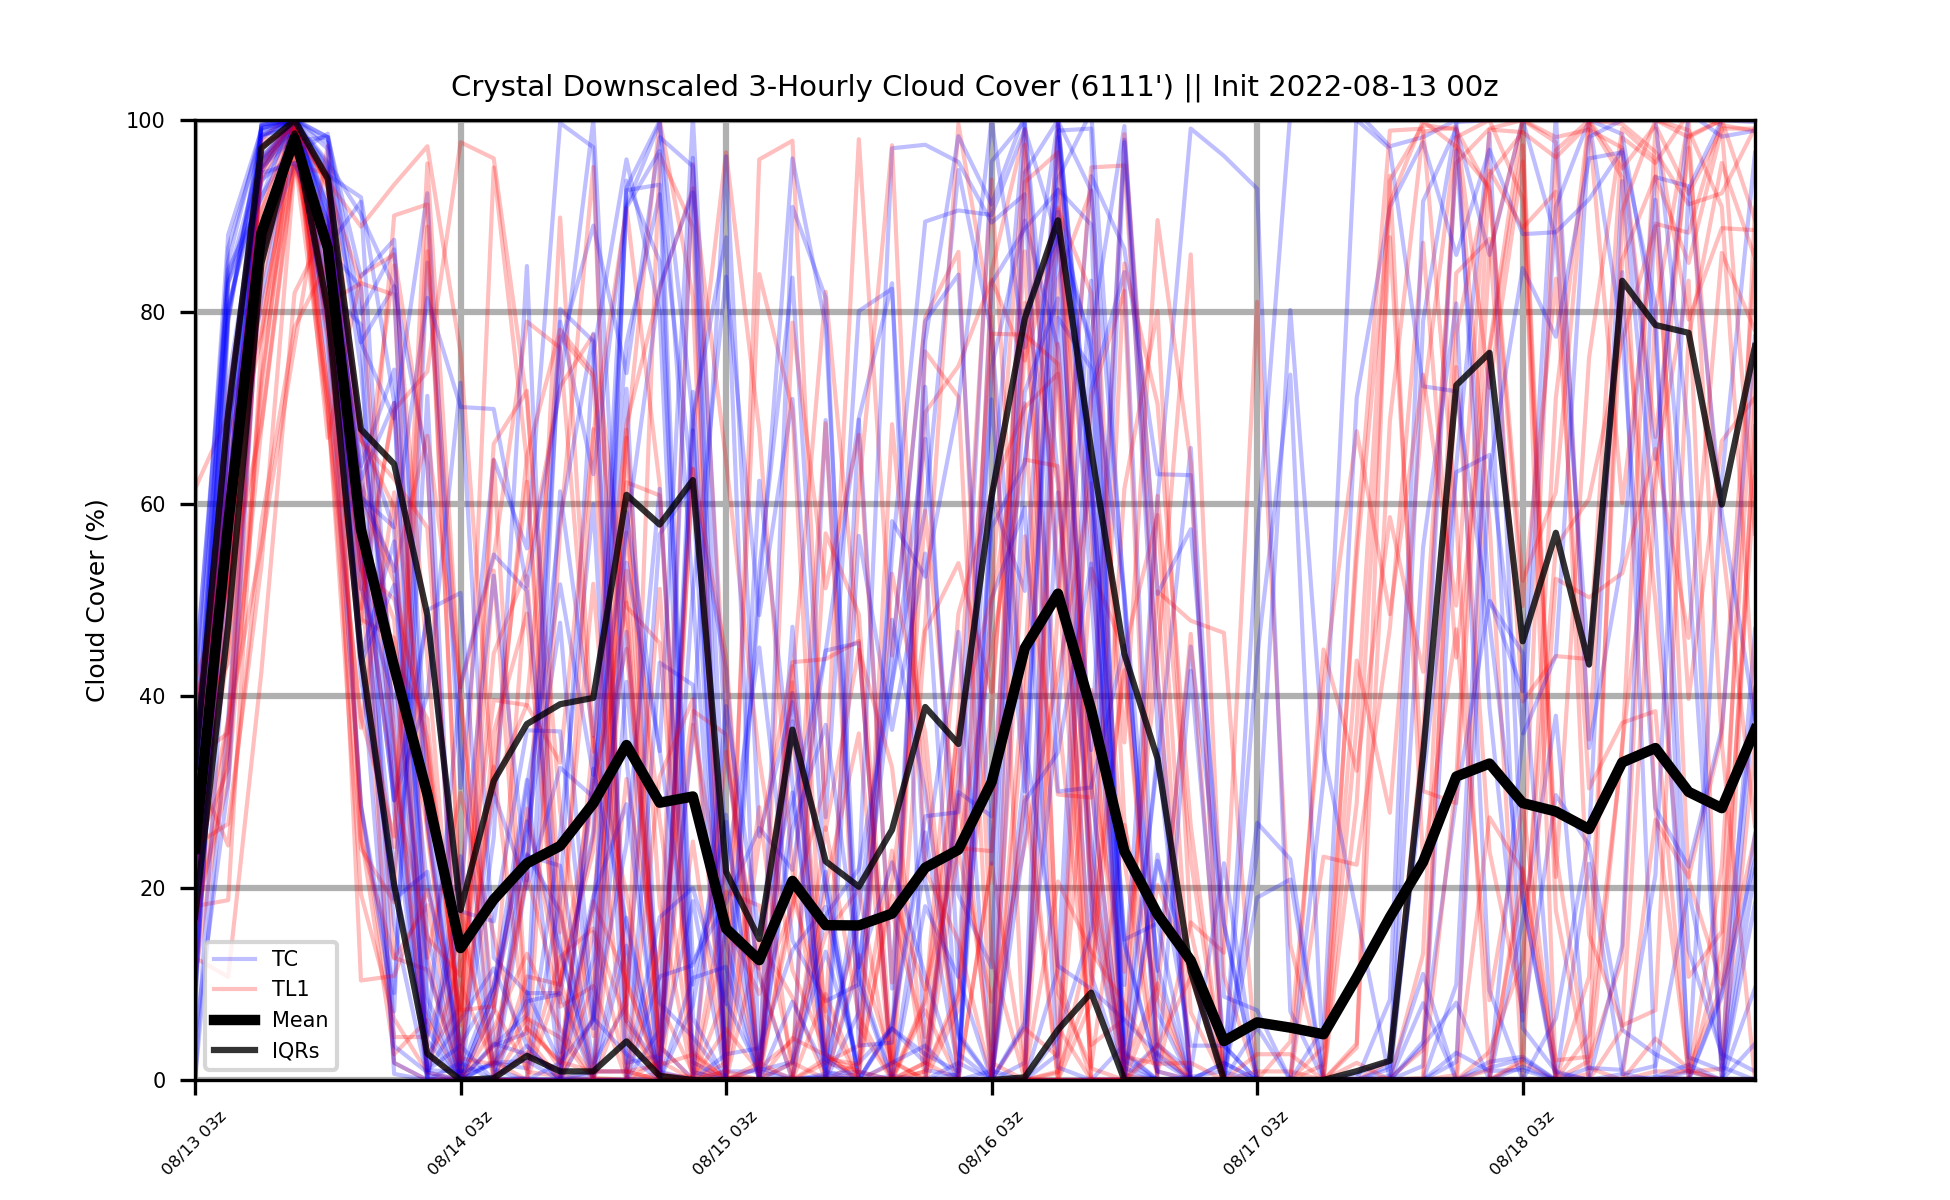 Crystal Downscaled 3-Hourly Cloud Cover (6111') || Init 2022-08-13 00z
100
80
60
40
20
0
Cloud Cover (%)
TC
TL1
Mean
IQRs
08/13 03z
08/14 03z
08/15 03z
08/16 03z
08/17 03z
08/18 03z